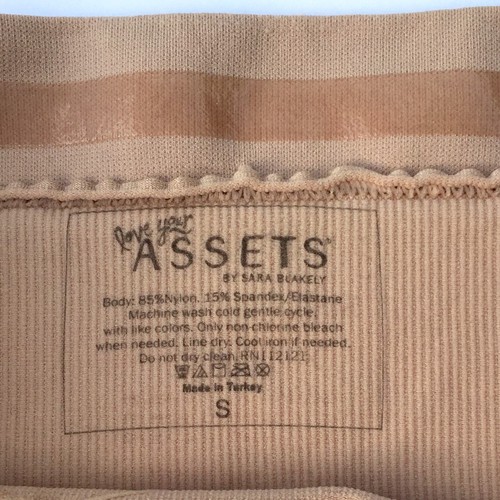 love your
ASSETS
BY SARA BLAKELY
Body: 85%Nylon, 15% Spandex/Elastane
Machine wash cold gentle cycle,
with like colors. Only non-chlorine bleach
when needed. Line dry. Cool iron if needed.
Do not dry clean. RN112121
Made in Turkey
S